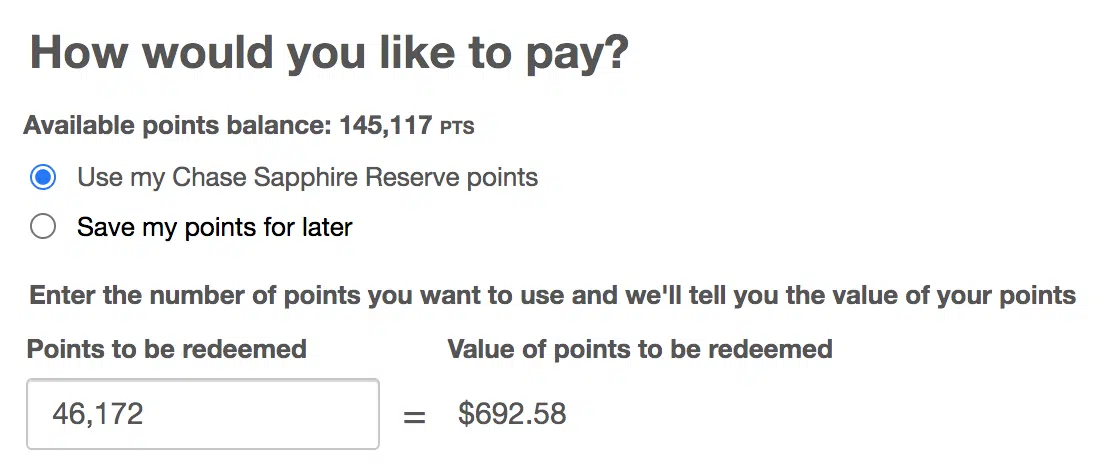 How would you like to pay?
Available points balance: 145,117 PTS
Use my Chase Sapphire Reserve points
Save my points for later
Enter the number of points you want to use and we'll tell you the value of your points
Points to be redeemed Value of points to be redeemed
46,172 = $692.58